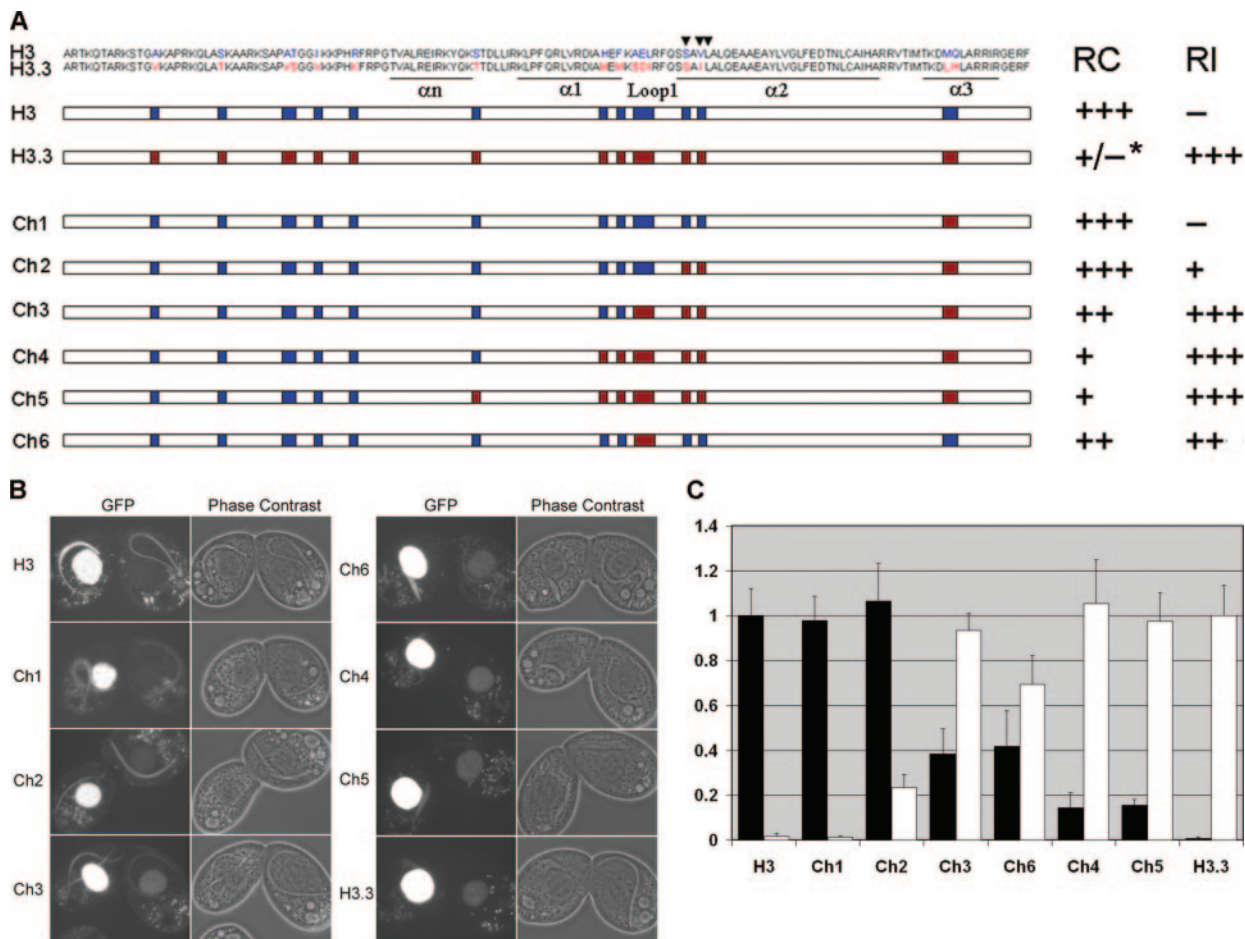 A
H3 ARTKQTARKSTGAKAPRKQLASKAARKSAPATGGIKKPHRFRPGTVALREIRKYQKSTDLLIRKLPFQRLVRDIAHEFKAELRFQSSAVLALQEAAEAYLVGLFEDTNLCAIHARRVTIMTKDMQLARRIRGERF
H3.3
RC RI
αn α1 Loop1 α2 α3
H3 +++ −
H3.3 +/−* +++
Ch1 +++ −
Ch2 +++ +
Ch3 ++ +++
Ch4 + +++
Ch5 + +++
Ch6 ++ ++
B
GFP Phase Contrast GFP Phase Contrast
H3 Ch6
Ch1 Ch4
Ch2 Ch5
Ch3 H3.3
C
1.4
1.2
1
0.8
0.6
0.4
0.2
0
H3 Ch1 Ch2 Ch3 Ch6 Ch4 Ch5 H3.3